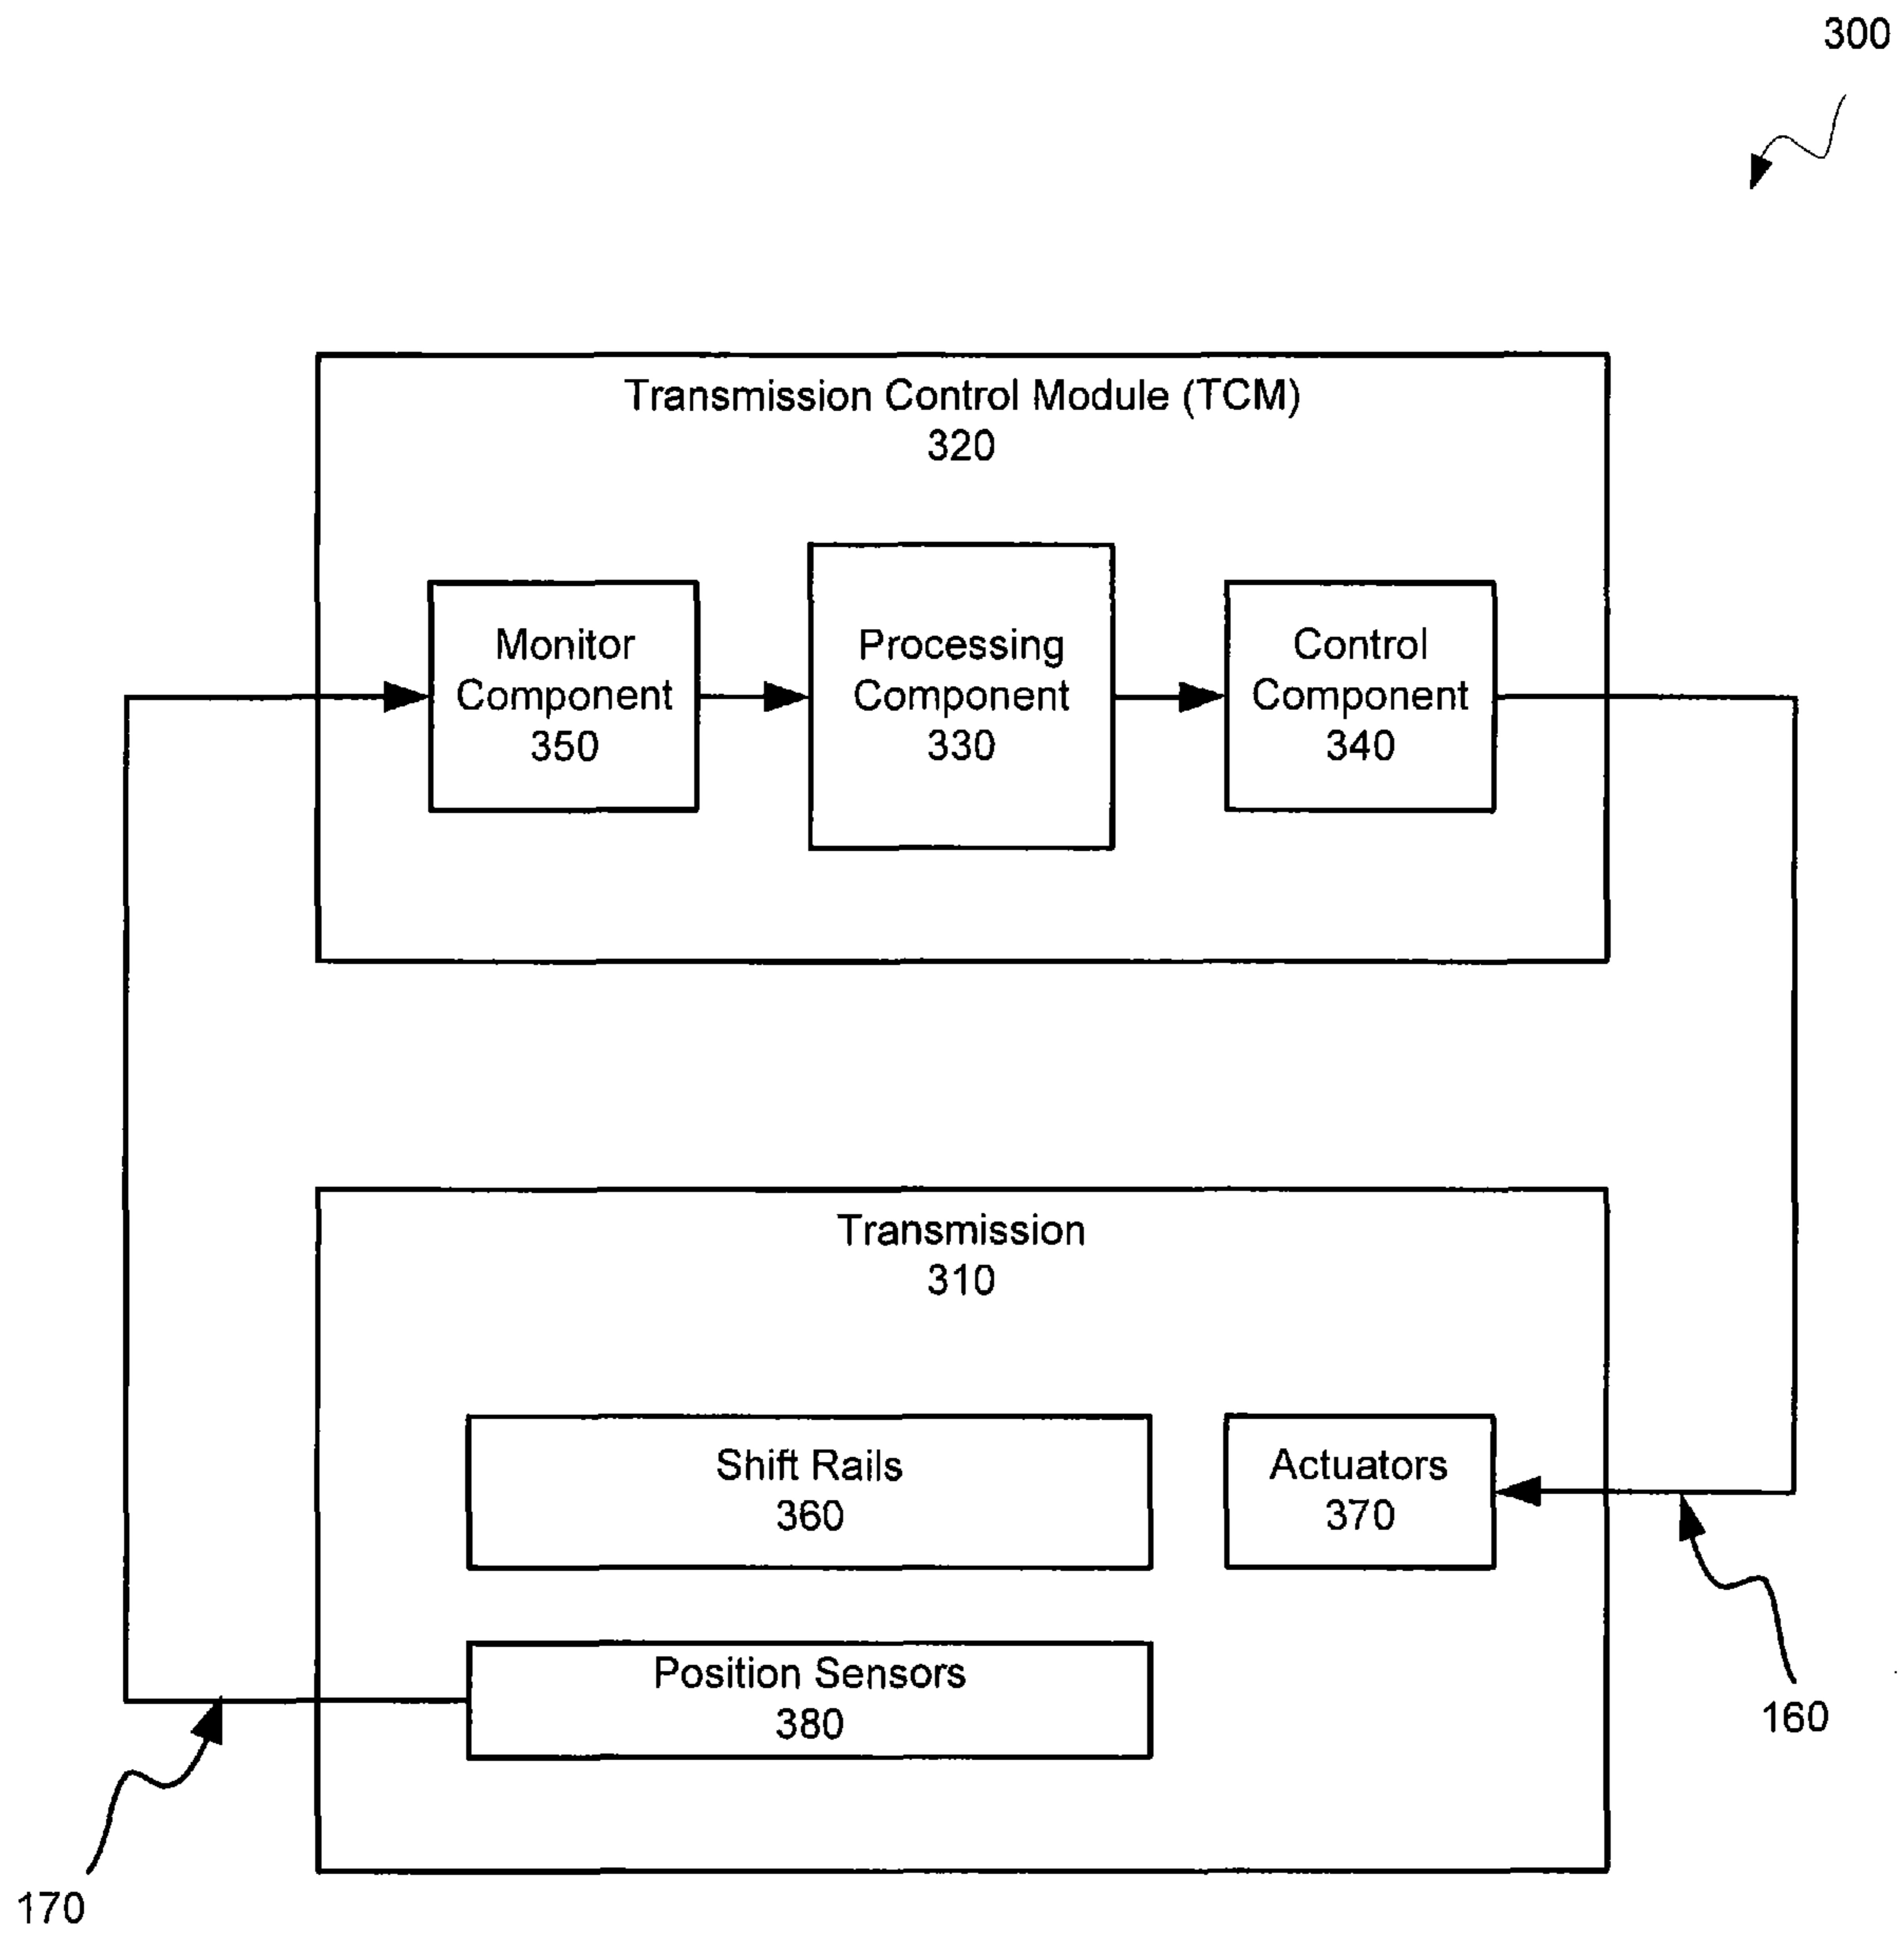 300
Transmission Control Module (TCM)
320
Monitor
Component
350
Processing
Component
330
Control
Component
340
Transmission
310
Shift Rails
360
Actuators
370
Position Sensors
380
160
170